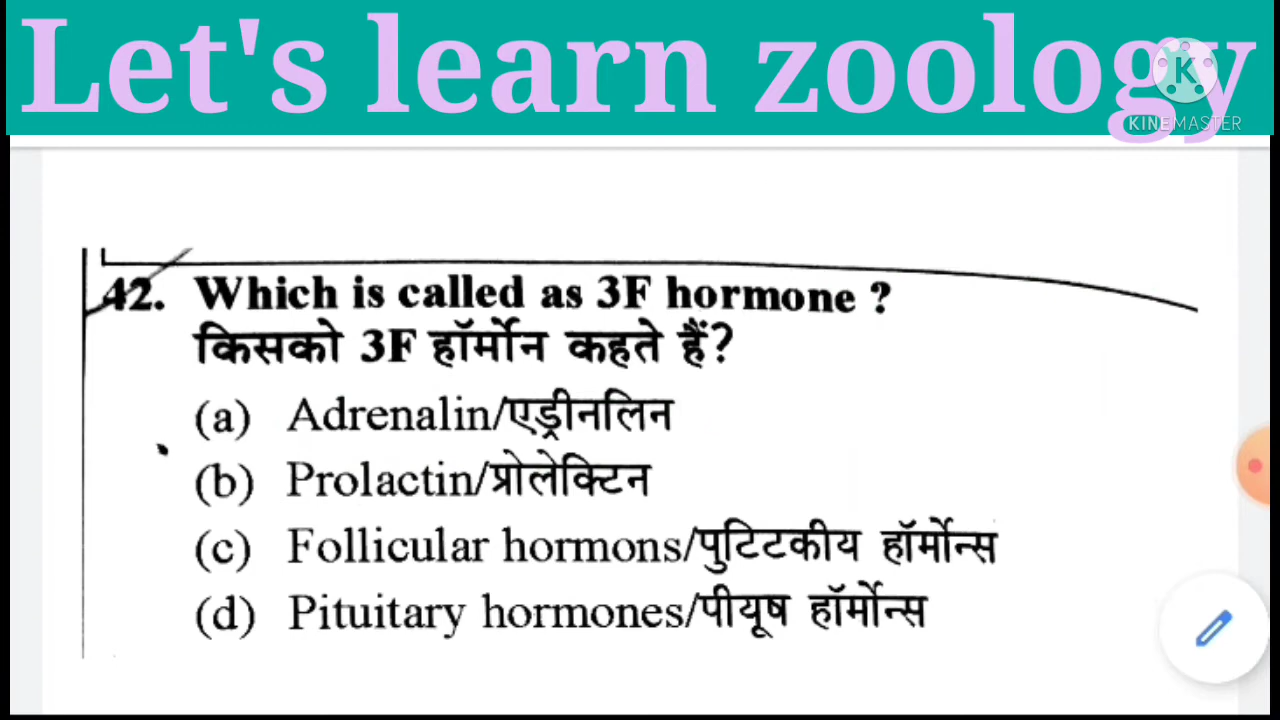 Let's learn zoology
K
KINEMASTER
42. Which is called as 3F hormone ?
किसको 3F हॉर्मोन कहते हैं?
(a) Adrenalin/एड्रीनलिन
(b) Prolactin/प्रोलेक्टिन
(c) Follicular hormons/पुटिटकीय हॉर्मोन्स
(d) Pituitary hormones/पीयूष हॉर्मोन्स